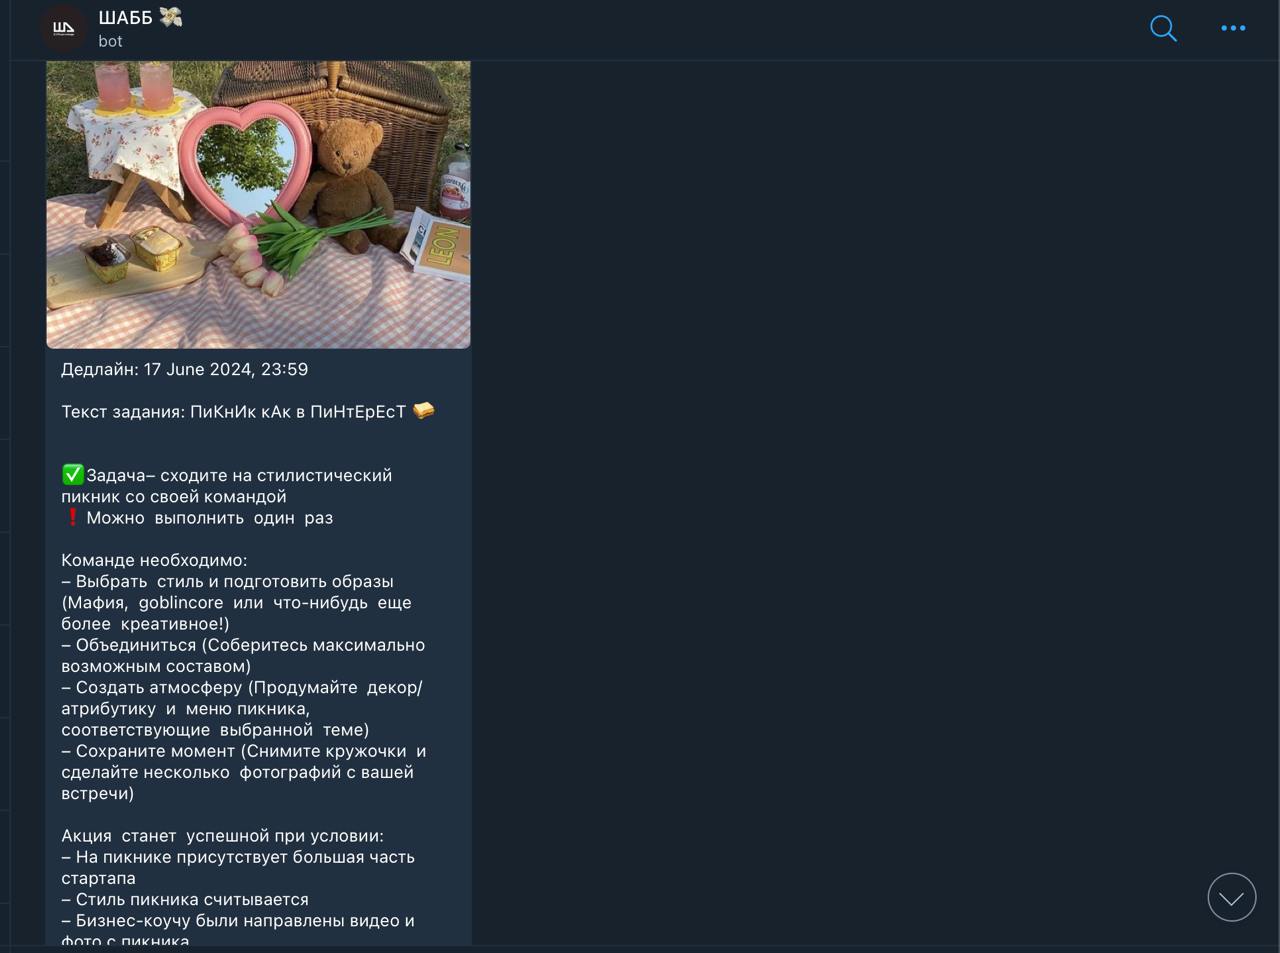 ШАББ 💸
bot
LEON
Дедлайн: 17 June 2024, 23:59
Текст задания: ПиКнИк кАк в ПиНтЕрЕсТ 🥪
✅Задача– сходите на стилистический
пикник со своей командой
❗ Можно выполнить один раз
Команде необходимо:
– Выбрать стиль и подготовить образы
(Мафия, goblincore или что-нибудь еще
более креативное!)
– Объединиться (Соберитесь максимально
возможным составом)
– Создать атмосферу (Продумайте декор/
атрибутику и меню пикника,
соответствующие выбранной теме)
– Сохраните момент (Снимите кружочки и
сделайте несколько фотографий с вашей
встречи)
Акция станет успешной при условии:
– На пикнике присутствует большая часть
стартапа
– Стиль пикника считывается
– Бизнес-коучу были направлены видео и
фото с пикника